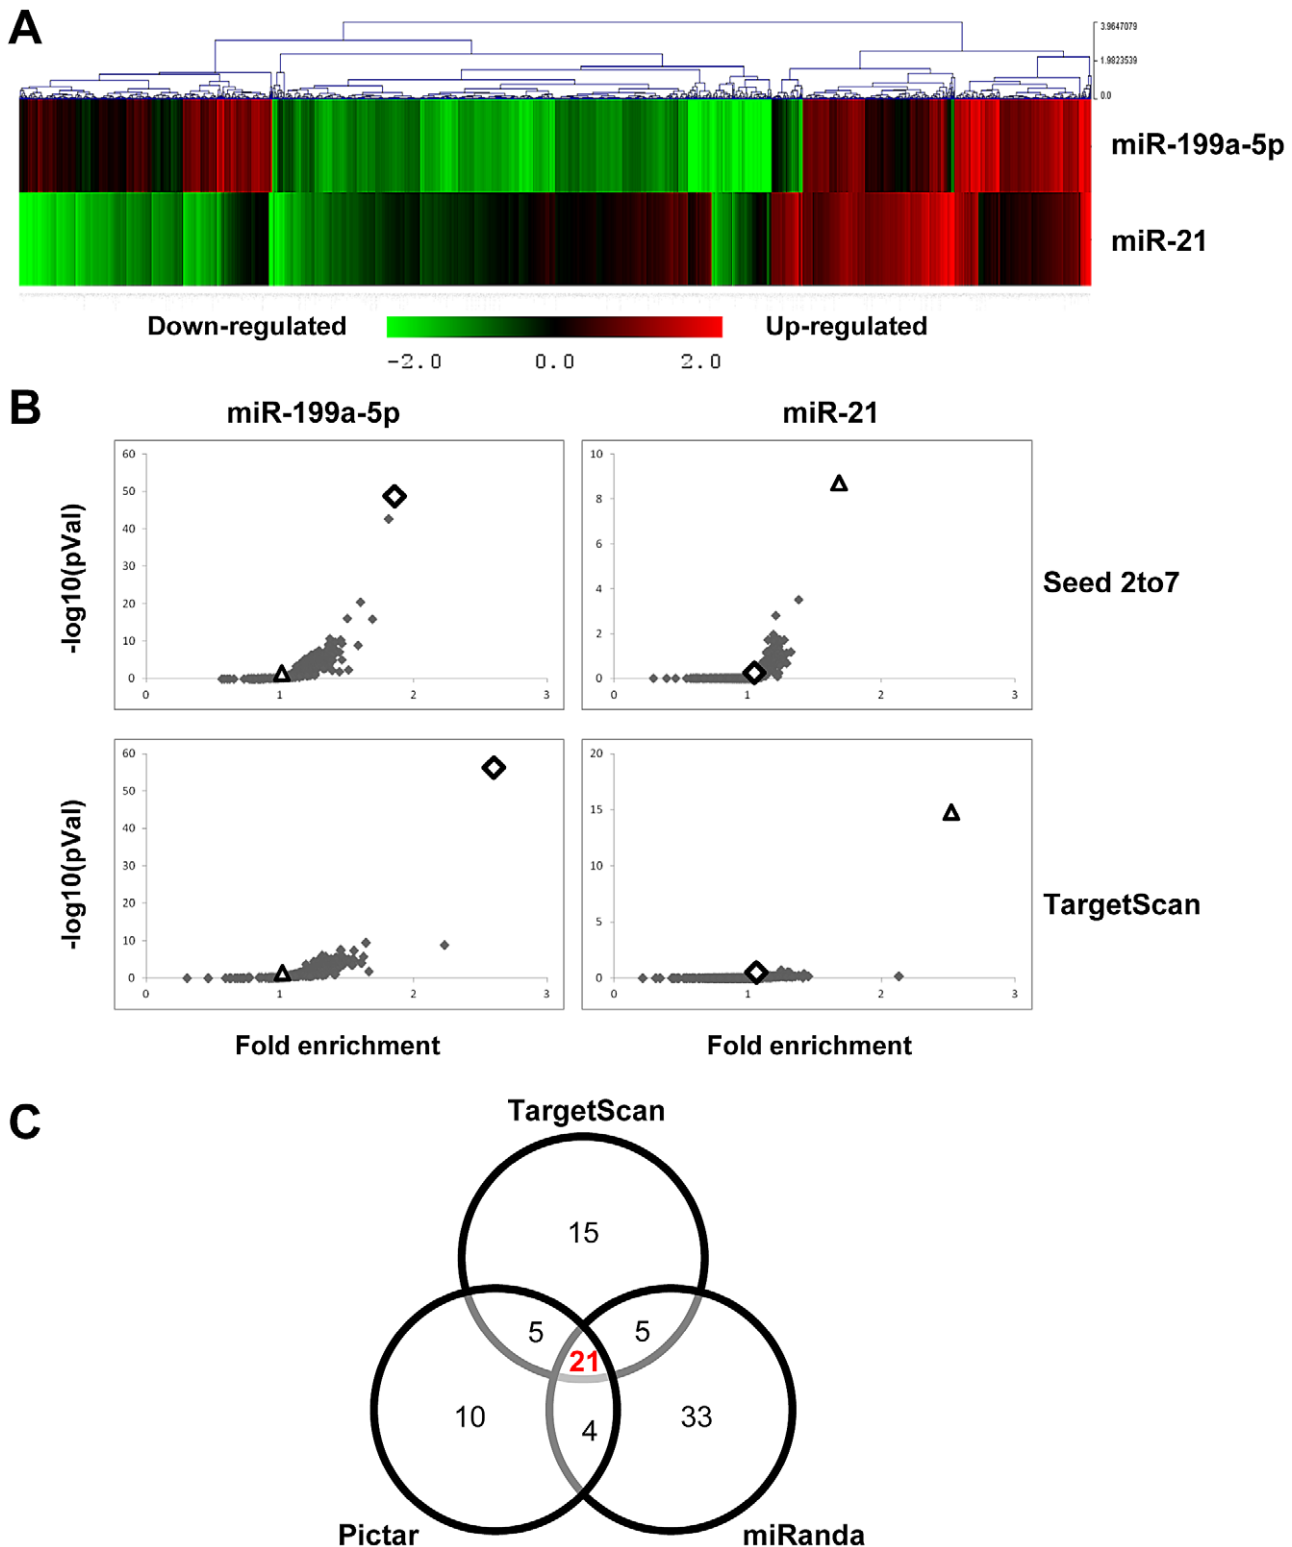 A
3.9647079
1.9823539
0.0
miR-199a-5p
miR-21
Down-regulated
Up-regulated
-2.0 0.0 2.0
B
miR-199a-5p miR-21
60
50
40
30
20
10
0
0 1 2 3
-log10(pVal)
10
8
6
4
2
0
0 1 2 3
Seed 2to7
60
50
40
30
20
10
0
0 1 2 3
-log10(pVal)
20
15
10
5
0
0 1 2 3
TargetScan
Fold enrichment Fold enrichment
C
TargetScan
15
5 5
21
10 4 33
Pictar miRanda